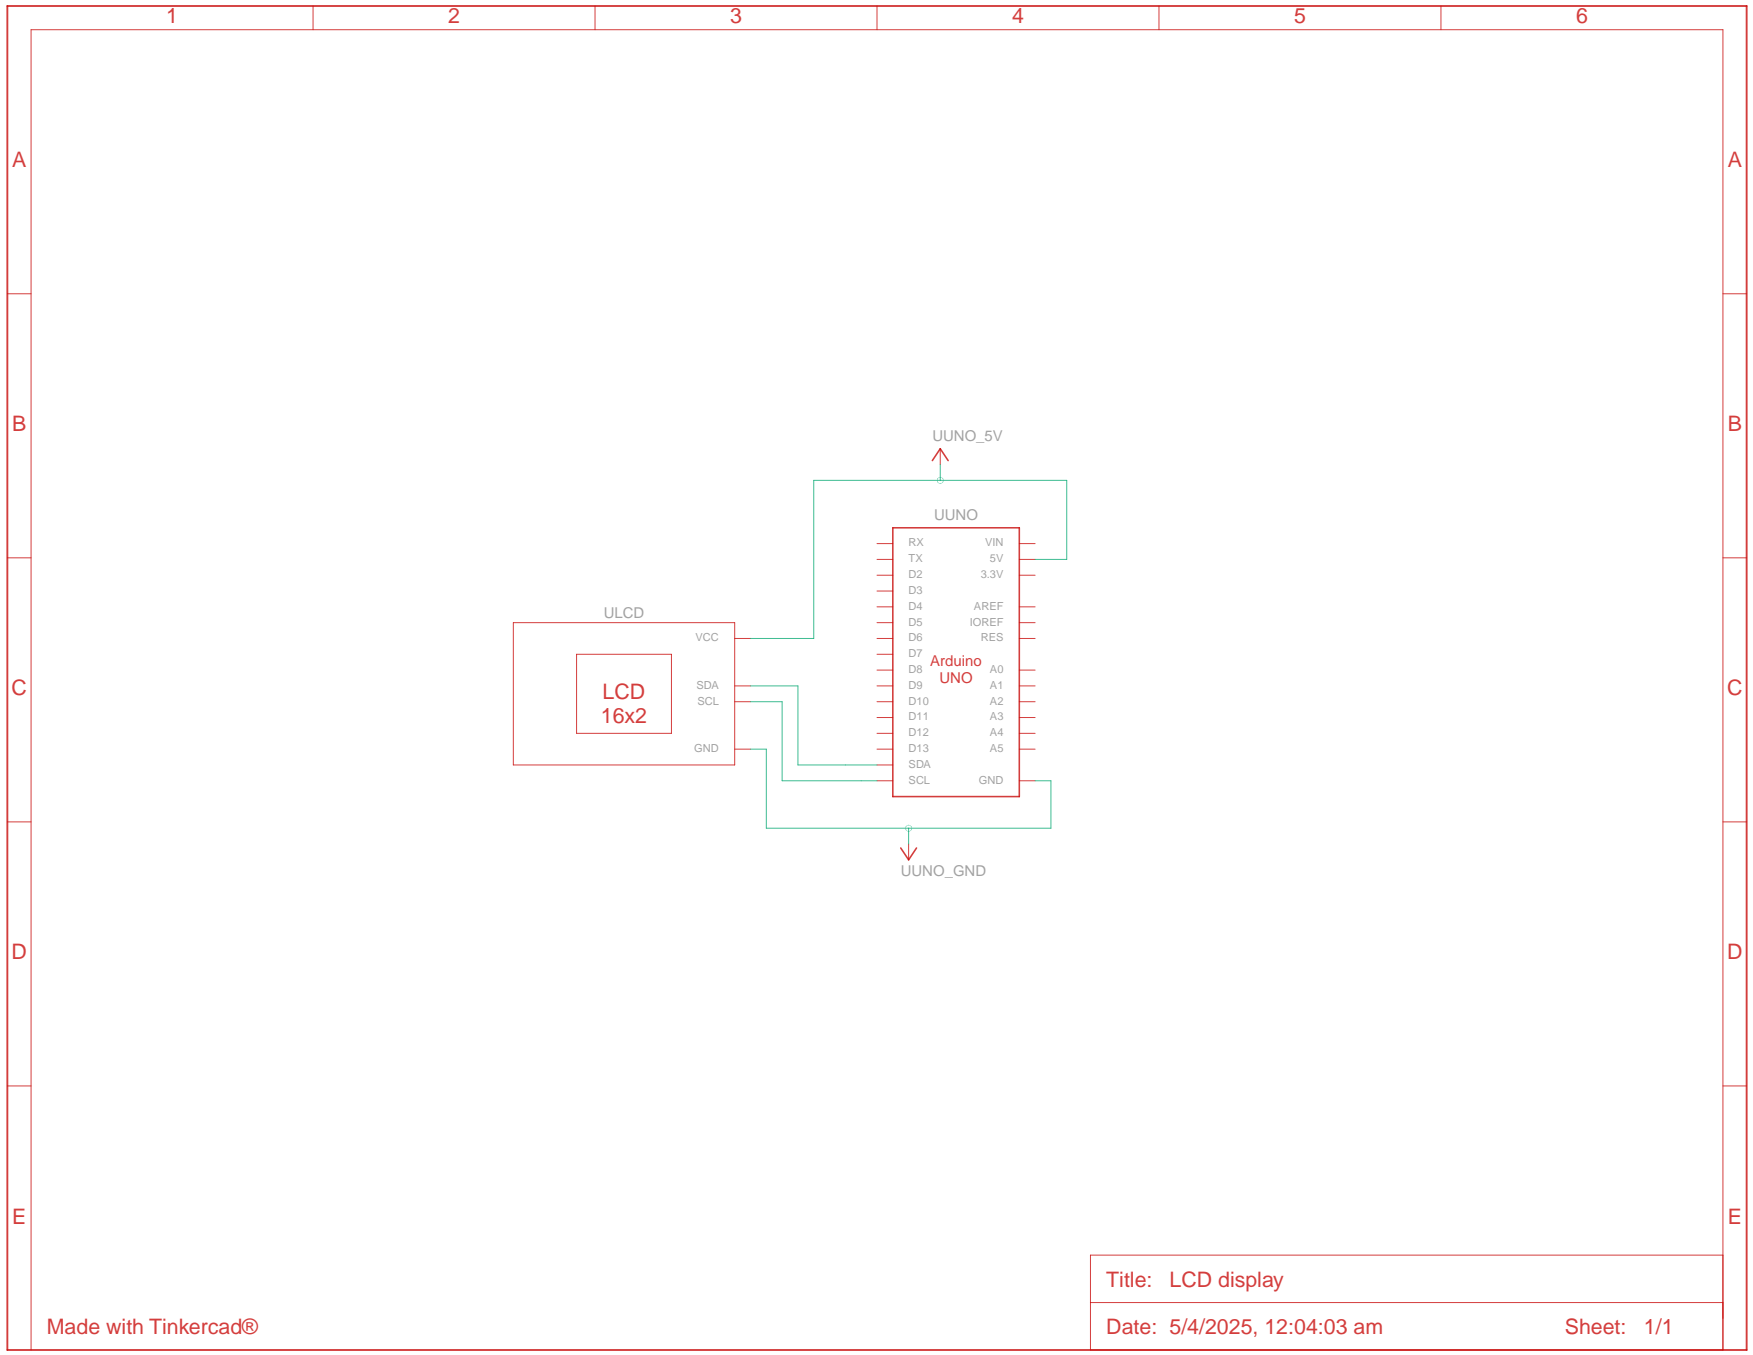 1 2 3 4 5 6
A A
B B
UUNO_5V
UUNO
RX VIN
TX 5V
D2 3.3V
D3
D4 AREF
D5 IOREF
ULCD
D6 RES
VCC
D7
Arduino
D8 A0
UNO
D9 A1
SDA
C C
LCD
D10 A2
SCL
16x2
D11 A3
D12 A4
D13 A5
GND
SDA
SCL GND
UUNO_GND
D D
E E
Title: LCD display
Made with Tinkercad®
Date: 5/4/2025, 12:04:03 am Sheet: 1/1